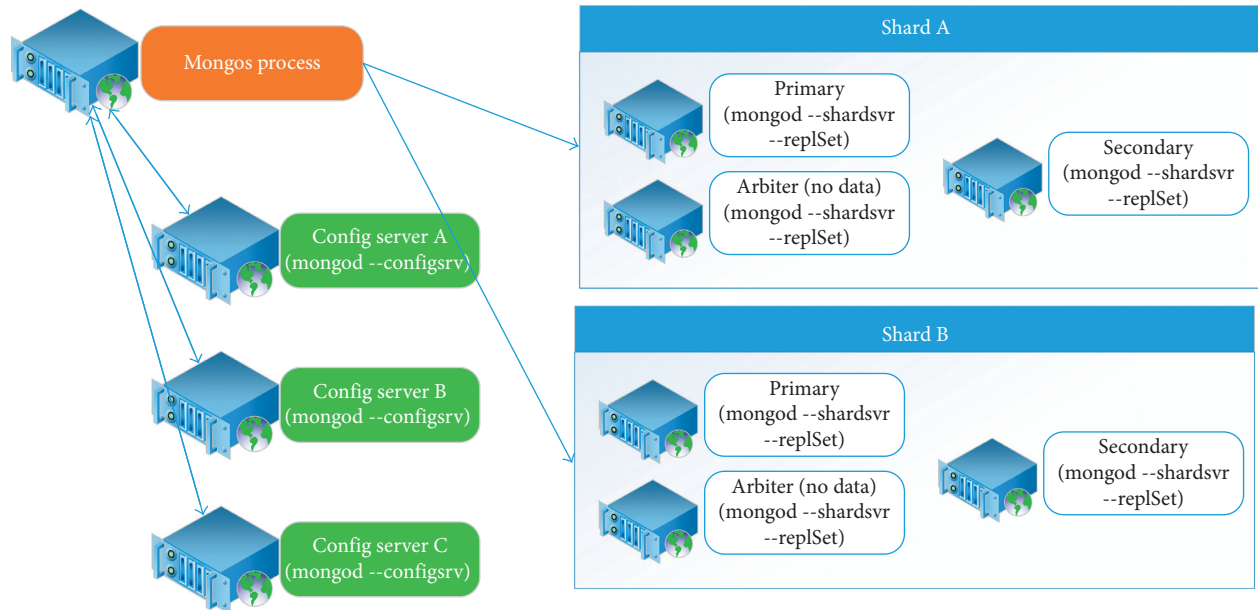 Mongos process
Config server A
(mongod --configsrv)
Config server B
(mongod --configsrv)
Config server C
(mongod --configsrv)
Shard A
Primary
(mongod --shardsvr
--replSet)
Arbiter (no data)
(mongod --shardsvr
--replSet)
Secondary
(mongod --shardsvr
--replSet)
Shard B
Primary
(mongod --shardsvr
--replSet)
Arbiter (no data)
(mongod --shardsvr
--replSet)
Secondary
(mongod --shardsvr
--replSet)